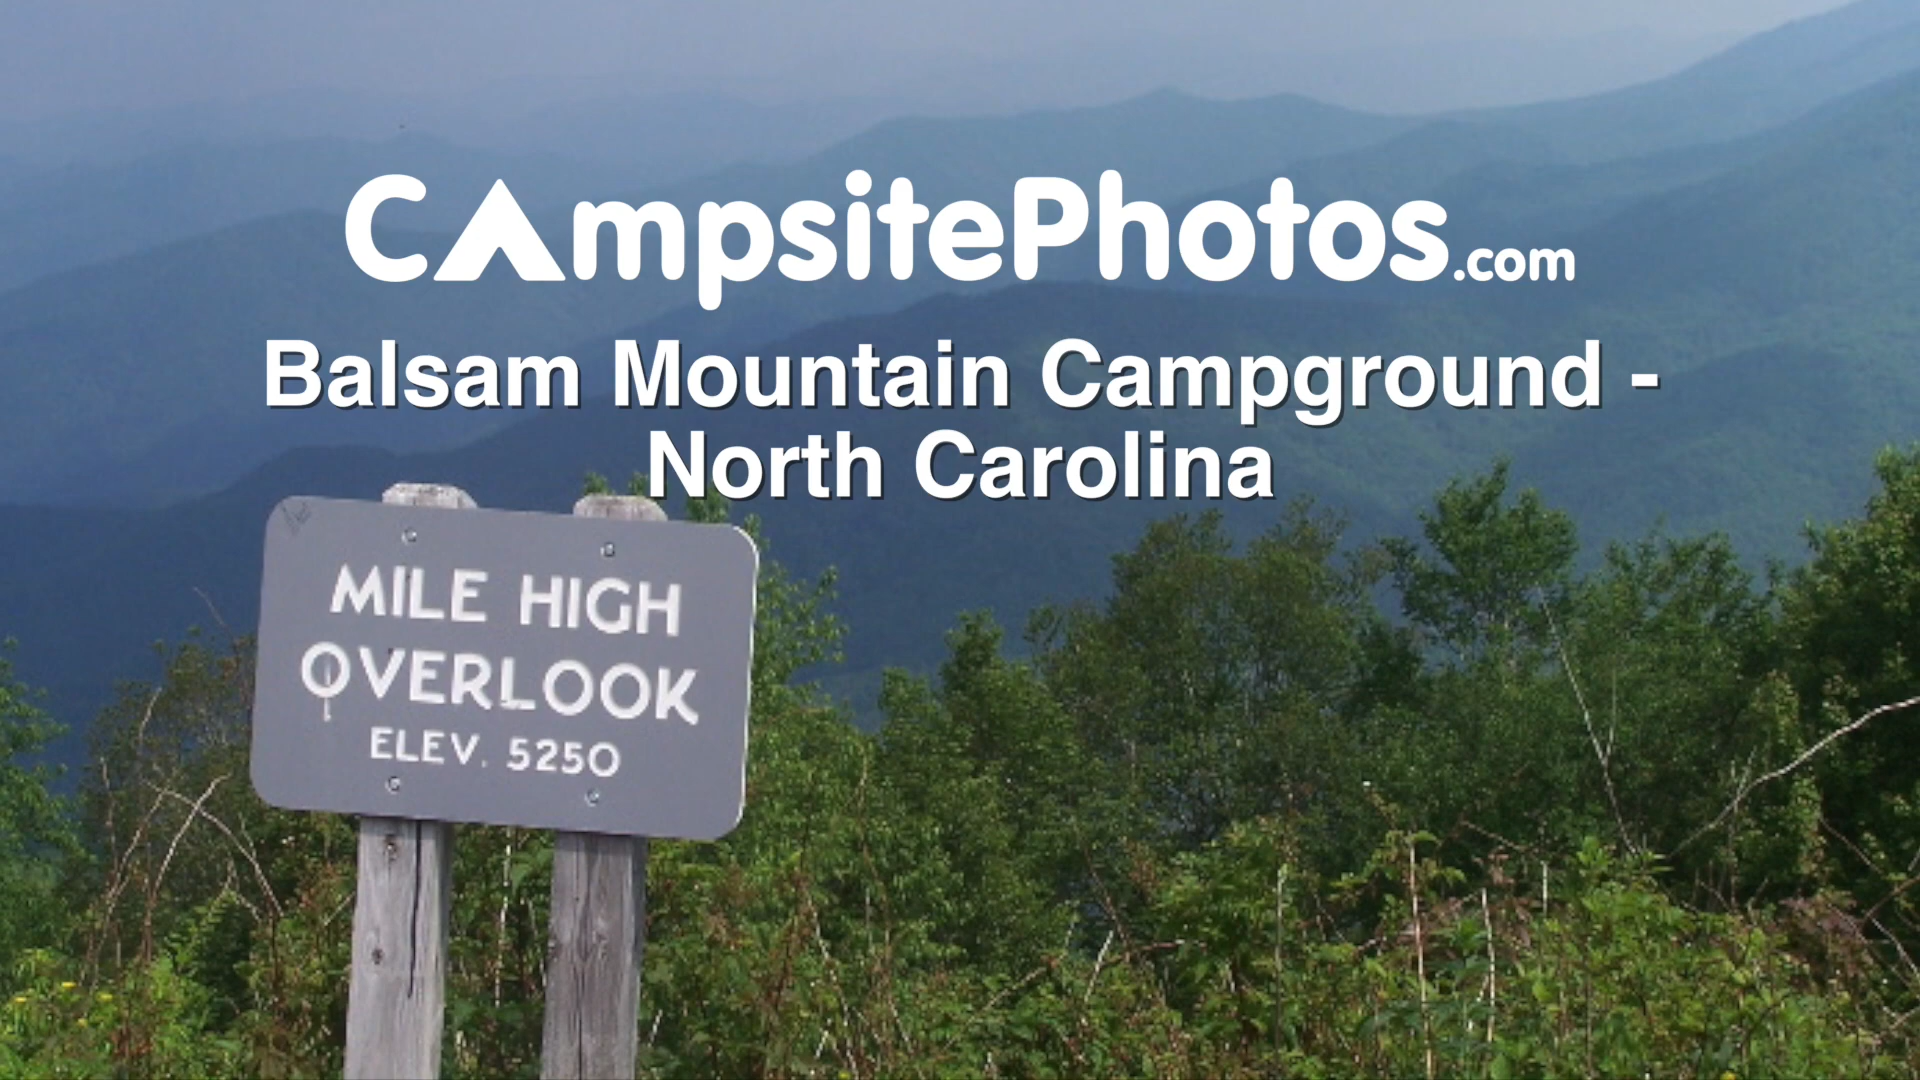 CAmpsitePhotos.com
Balsam Mountain Campground -
North Carolina
MILE HIGH
OVERLOOK
ELEV. 5250